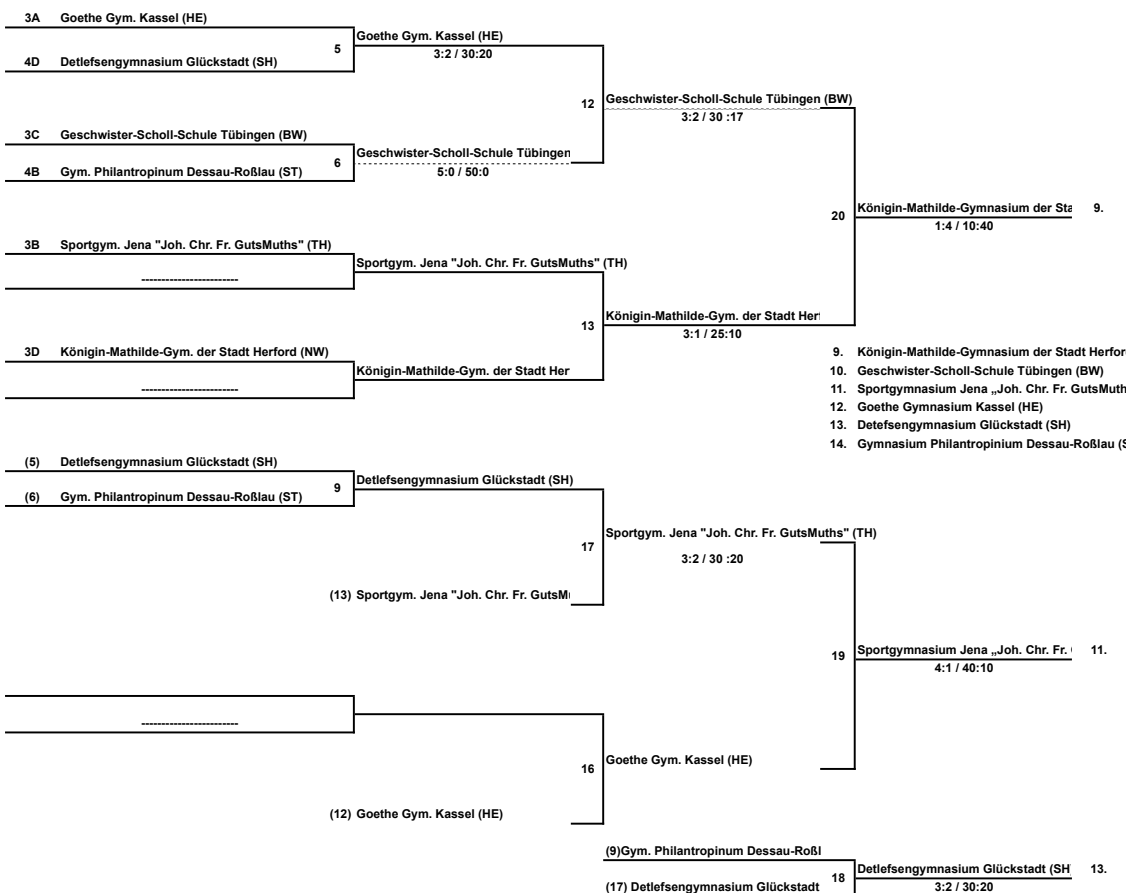 3A Goethe Gym. Kassel (HE)
Goethe Gym. Kassel (HE)
5
3:2 / 30:20
4D Detlefsengymnasium Glückstadt (SH)
12 Geschwister-Scholl-Schule Tübingen (BW)
3:2 / 30 :17
3C Geschwister-Scholl-Schule Tübingen (BW)
6 Geschwister-Scholl-Schule Tübingen
4B Gym. Philantropinum Dessau-Roßlau (ST)
5:0 / 50:0
20 Königin-Mathilde-Gymnasium der Sta 9.
1:4 / 10:40
3B Sportgym. Jena "Joh. Chr. Fr. GutsMuths" (TH)
Sportgym. Jena "Joh. Chr. Fr. GutsMuths" (TH)
------------------------
13 Königin-Mathilde-Gym. der Stadt Her
3:1 / 25:10
3D Königin-Mathilde-Gym. der Stadt Herford (NW)
Königin-Mathilde-Gym. der Stadt Her
------------------------
9. Königin-Mathilde-Gymnasium der Stadt Herfor
10. Geschwister-Scholl-Schule Tübingen (BW)
11. Sportgymnasium Jena „Joh. Chr. Fr. GutsMuth
12. Goethe Gymnasium Kassel (HE)
13. Detefsengymnasium Glückstadt (SH)
14. Gymnasium Philantropinium Dessau-Roßlau (S
(5) Detlefsengymnasium Glückstadt (SH)
9 Detlefsengymnasium Glückstadt (SH)
(6) Gym. Philantropinum Dessau-Roßlau (ST)
17 Sportgym. Jena "Joh. Chr. Fr. GutsMuths" (TH)
3:2 / 30 :20
(13) Sportgym. Jena "Joh. Chr. Fr. GutsM
19 Sportgymnasium Jena „Joh. Chr. Fr. 11.
4:1 / 40:10
------------------------
16 Goethe Gym. Kassel (HE)
(12) Goethe Gym. Kassel (HE)
(9)Gym. Philantropinum Dessau-Roßl
18 Detlefsengymnasium Glückstadt (SH 13.
(17) Detlefsengymnasium Glückstadt
3:2 / 30:20